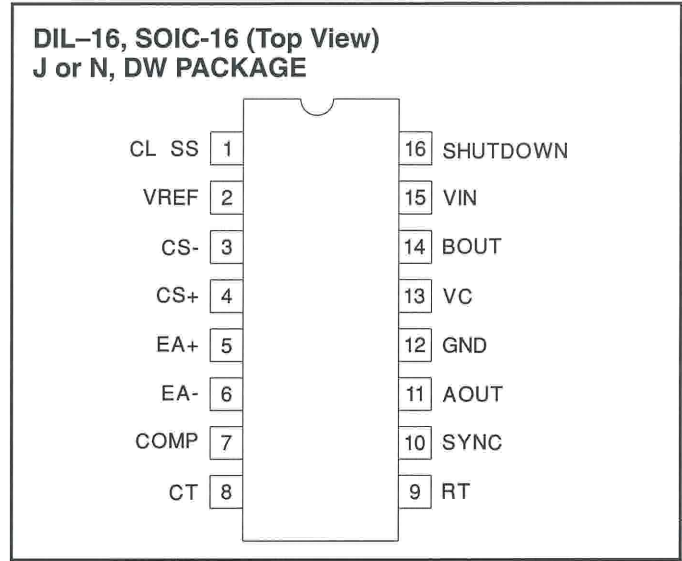 DIL–16, SOIC-16 (Top View)
J or N, DW PACKAGE
CL SS 1 16 SHUTDOWN
VREF 2 15 VIN
CS- 3 14 BOUT
CS+ 4 13 VC
EA+ 5 12 GND
EA- 6 11 AOUT
COMP 7 10 SYNC
CT 8 9 RT